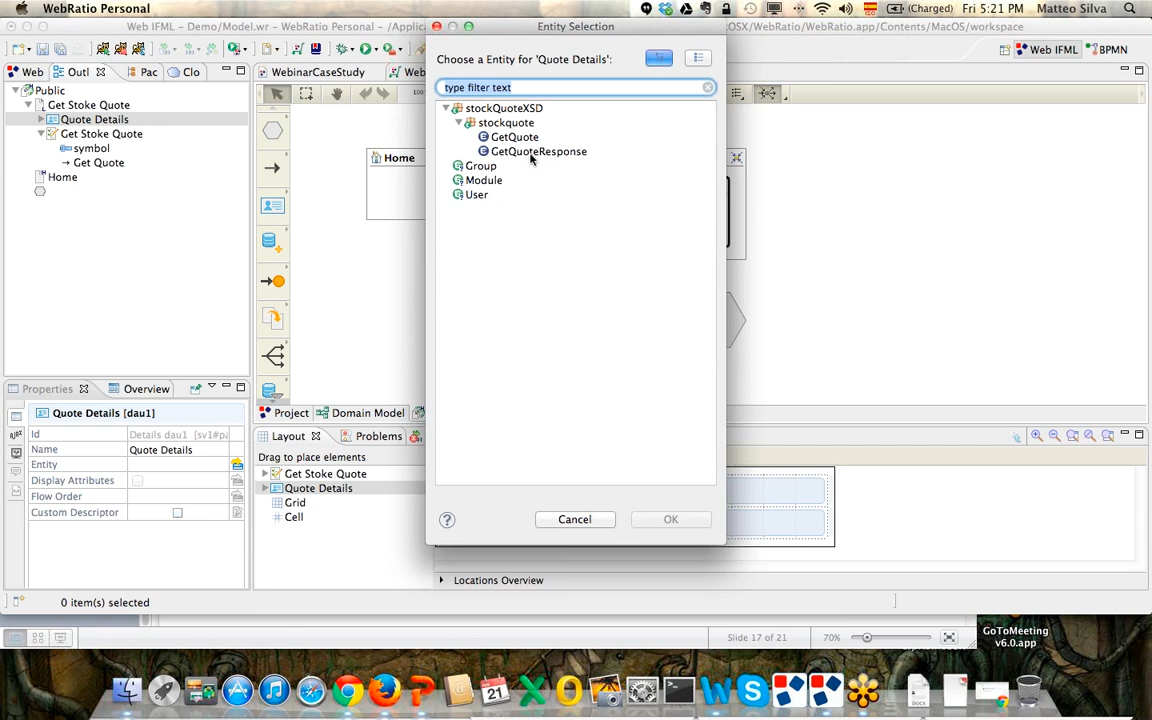 WebRatio Personal
(Charged)
Fri 5:21 PM
Matteo Silva
Web IFML - Demo/Model.wr - WebRatio Personal - /Applic
Entity Selection
OSX/WebRatio/WebRatio.app/Contents/MacOS/workspace
Web IFML
BPMN
Web
Outl
Pac
Clo
WebinarCaseStudy
Choose a Entity for 'Quote Details':
type filter text
Public
Get Stoke Quote
Quote Details
Get Stoke Quote
symbol
Get Quote
Home
100
Home
stockQuoteXSD
stockquote
GetQuote
GetQuoteResponse
Group
Module
User
Properties
Overview
Project
Domain Model
Quote Details [dau1]
Id
Details dau1 [sv1#pa
Name
Quote Details
Entity
Display Attributes
Flow Order
Custom Descriptor
Layout
Problems
Drag to place elements
Get Stoke Quote
Quote Details
Grid
Cell
Cancel
OK
Locations Overview
0 item(s) selected
Slide 17 of 21
70%
GoToMeeting
v6.0.app